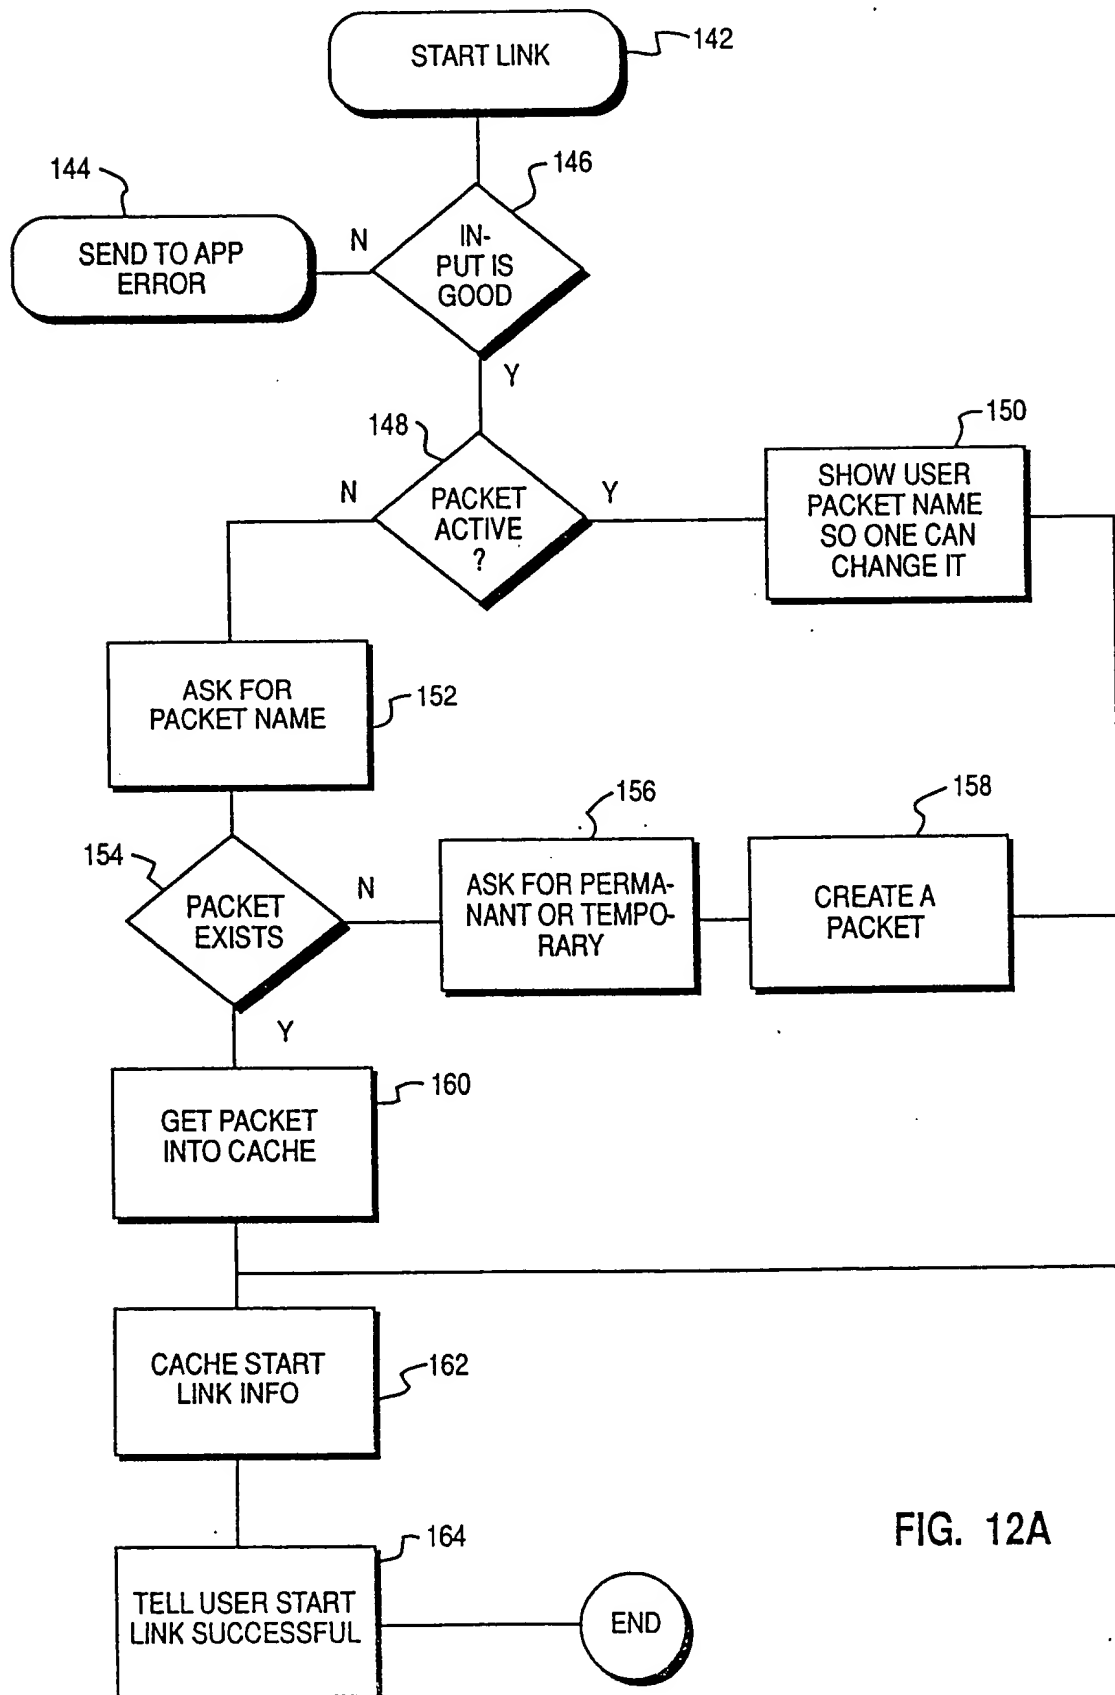 START LINK
142
144
146
SEND TO APP
ERROR
N
IN-
PUT IS
GOOD
Y
148
150
N
PACKET
ACTIVE
?
Y
SHOW USER
PACKET NAME
SO ONE CAN
CHANGE IT
ASK FOR
PACKET NAME
152
154
PACKET
EXISTS
N
156
ASK FOR PERMA-
NANT OR TEMPO-
RARY
158
CREATE A
PACKET
Y
GET PACKET
INTO CACHE
160
CACHE START
LINK INFO
162
164
TELL USER START
LINK SUCCESSFUL
END
FIG. 12A